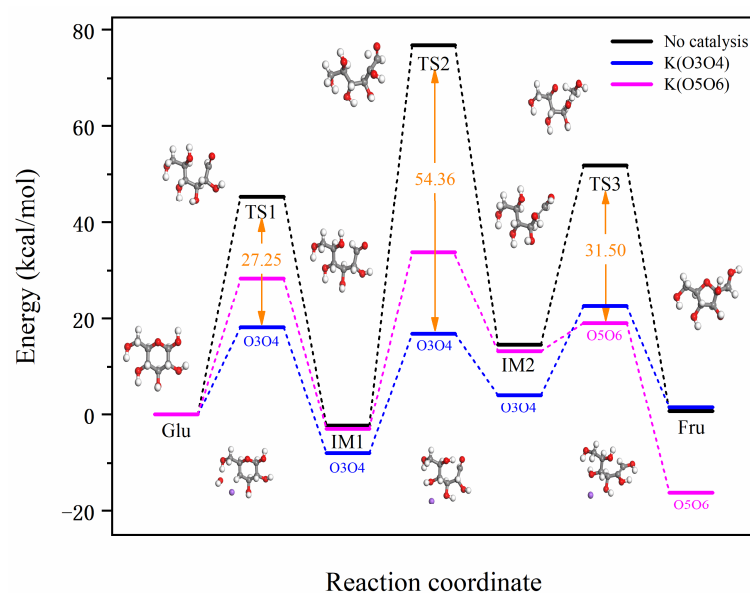 80
60
40
20
0
−20
Energy (kcal/mol)
No catalysis
K(O3O4)
K(O5O6)
TS2
TS1
TS3
54.36
27.25
31.50
O3O4
O3O4
O5O6
IM2
O3O4
Glu
IM1
Fru
O3O4
O5O6
Reaction coordinate